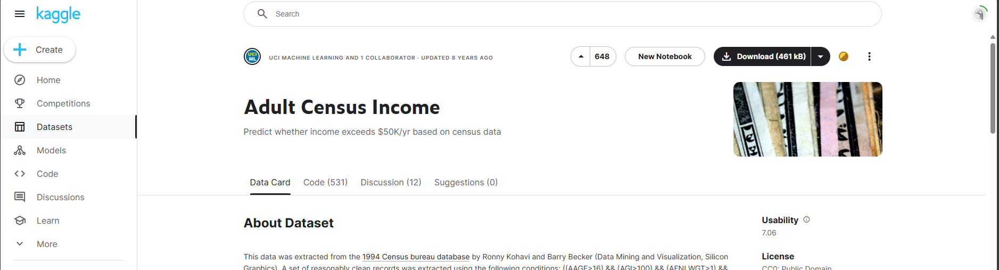 kaggle
Search
Create
Home
Competitions
Datasets
Models
Code
Discussions
Learn
More
UCI ML
UCI MACHINE LEARNING AND 1 COLLABORATOR · UPDATED 8 YEARS AGO
648
New Notebook
Download (461 kB)
Adult Census Income
Predict whether income exceeds $50K/yr based on census data
Data Card
Code (531)
Discussion (12)
Suggestions (0)
About Dataset
This data was extracted from the 1994 Census bureau database by Ronny Kohavi and Barry Becker (Data Mining and Visualization, Silicon
Graphics). A set of reasonably clean records was extracted using the following conditions: ((AAGE>16) && (AGI>100) && (AFNLWGT>1) &&
Usability
7.06
License
CC0: Public Domain